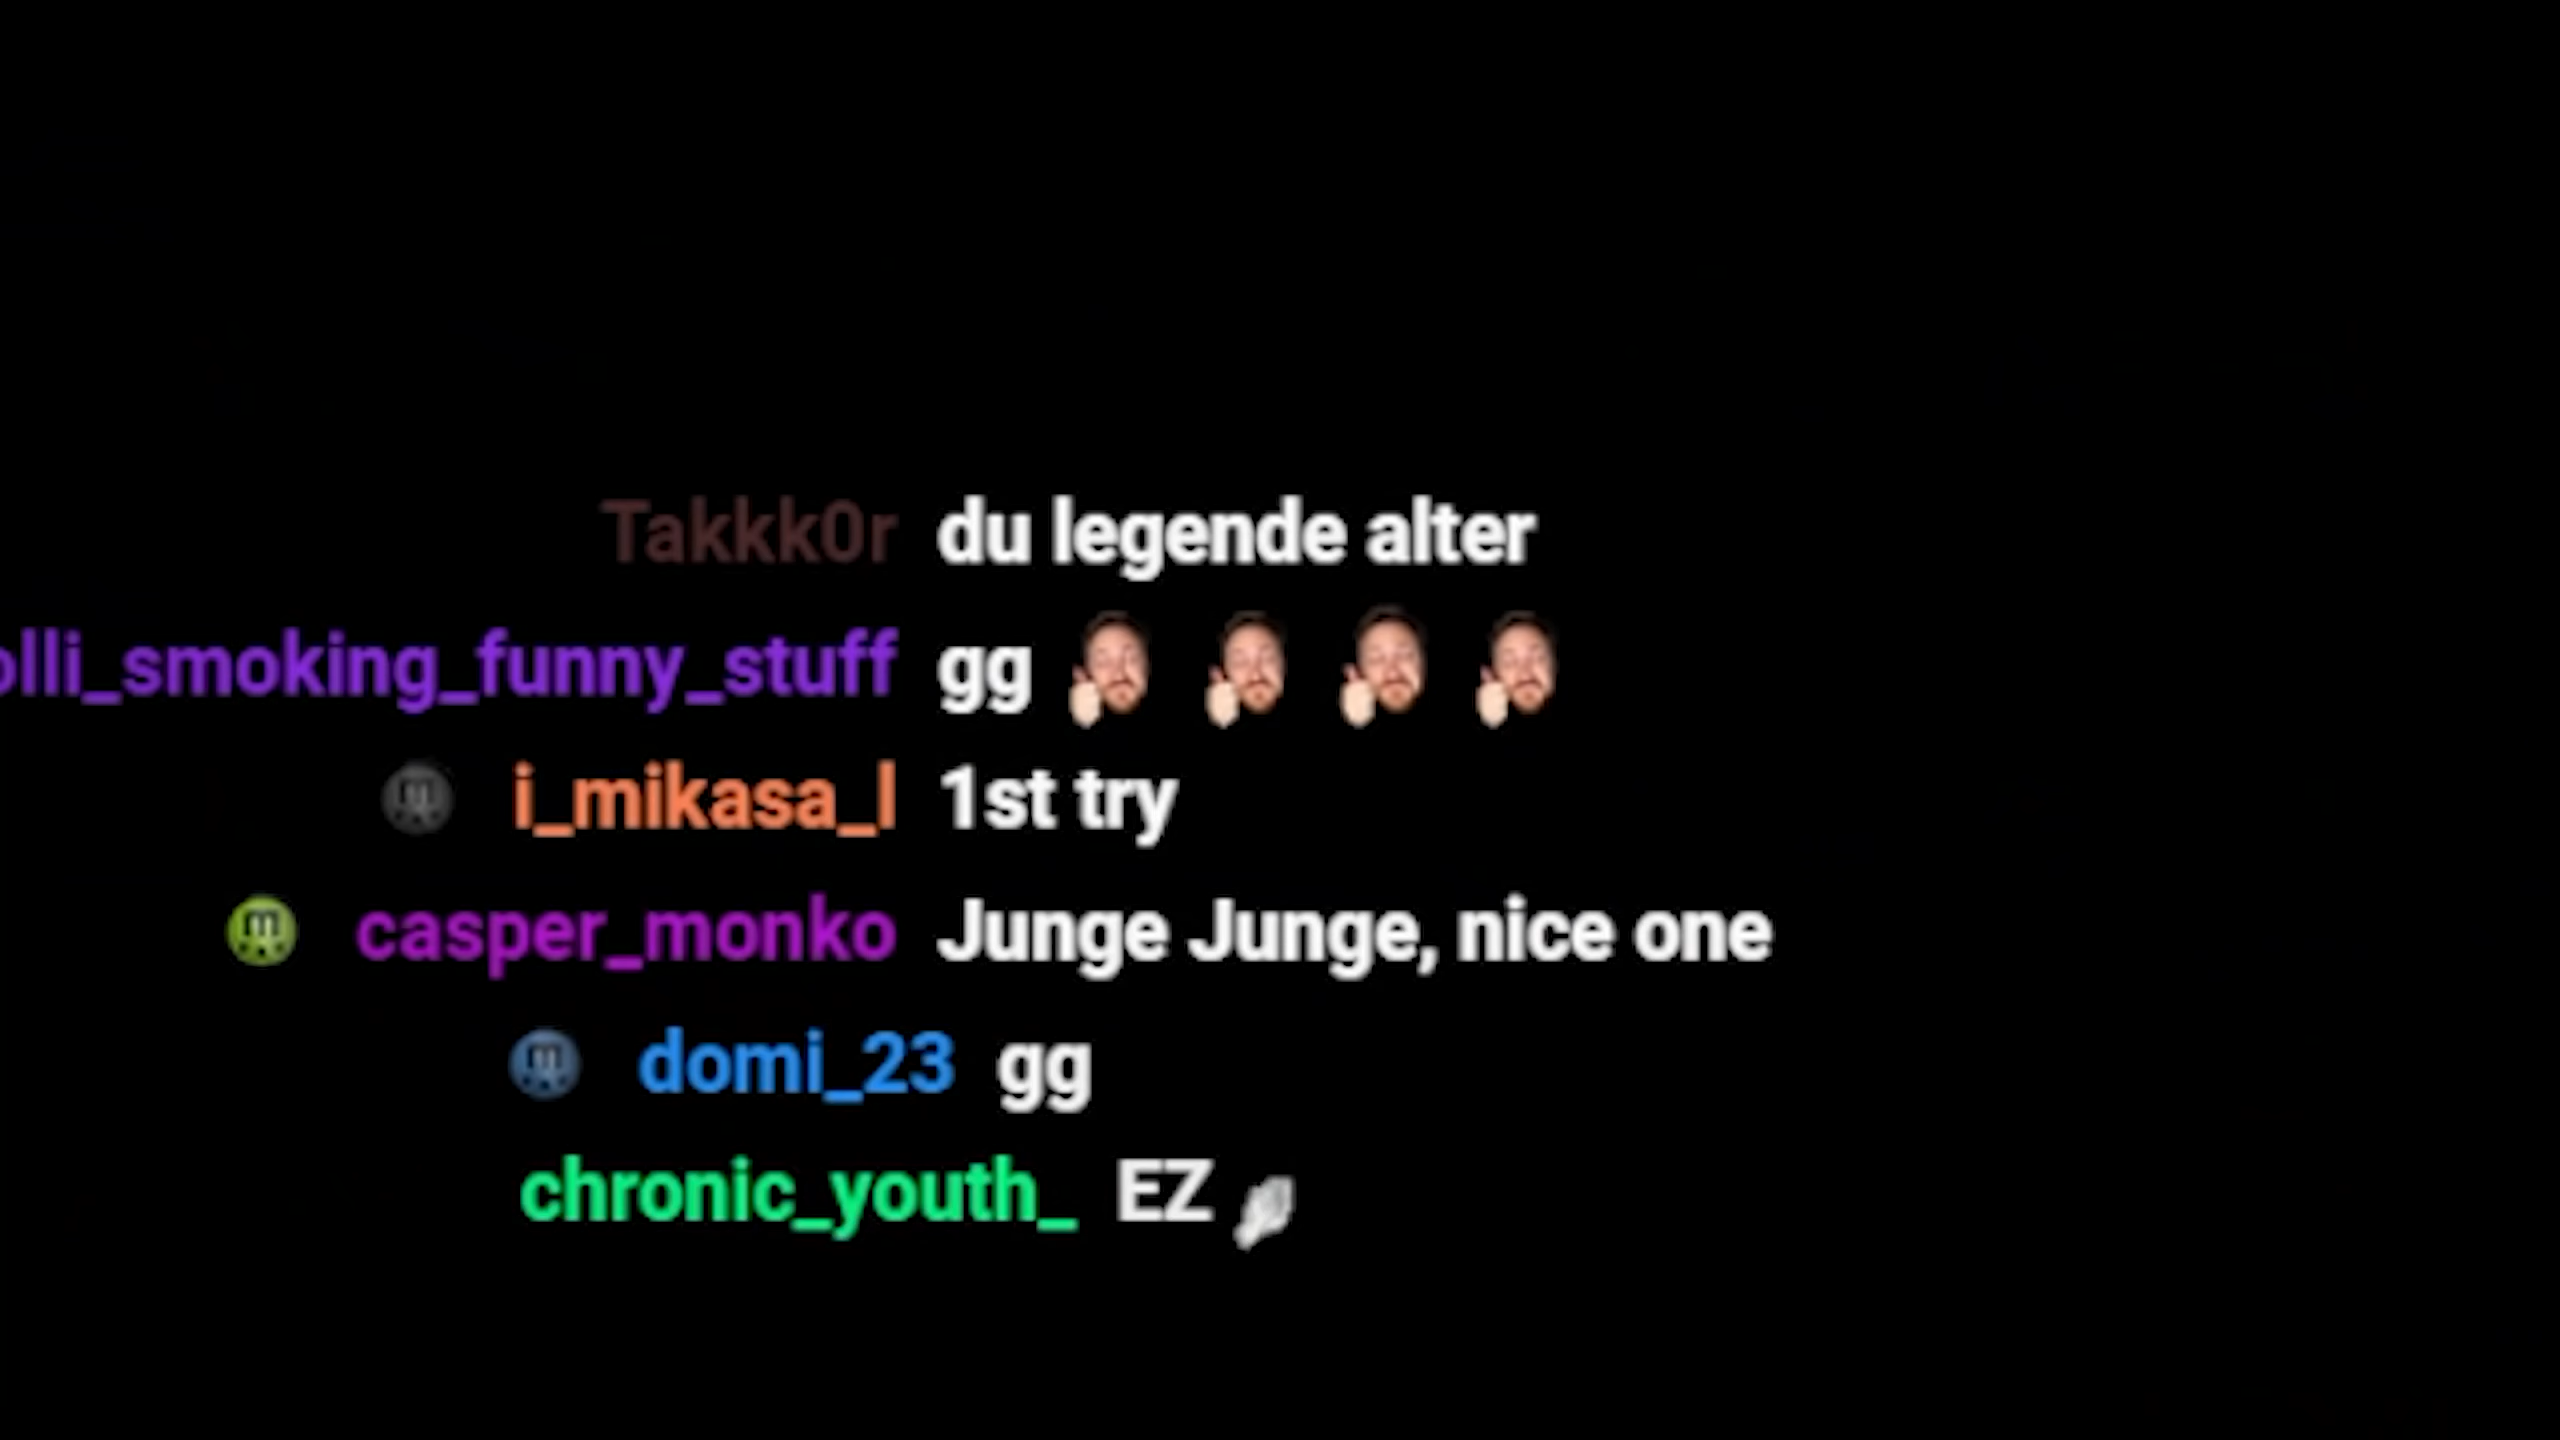 Takkk0r du legende alter
olli_smoking_funny_stuff gg
i_mikasa_l 1st try
casper_monko Junge Junge, nice one
domi_23 gg
chronic_youth_ EZ